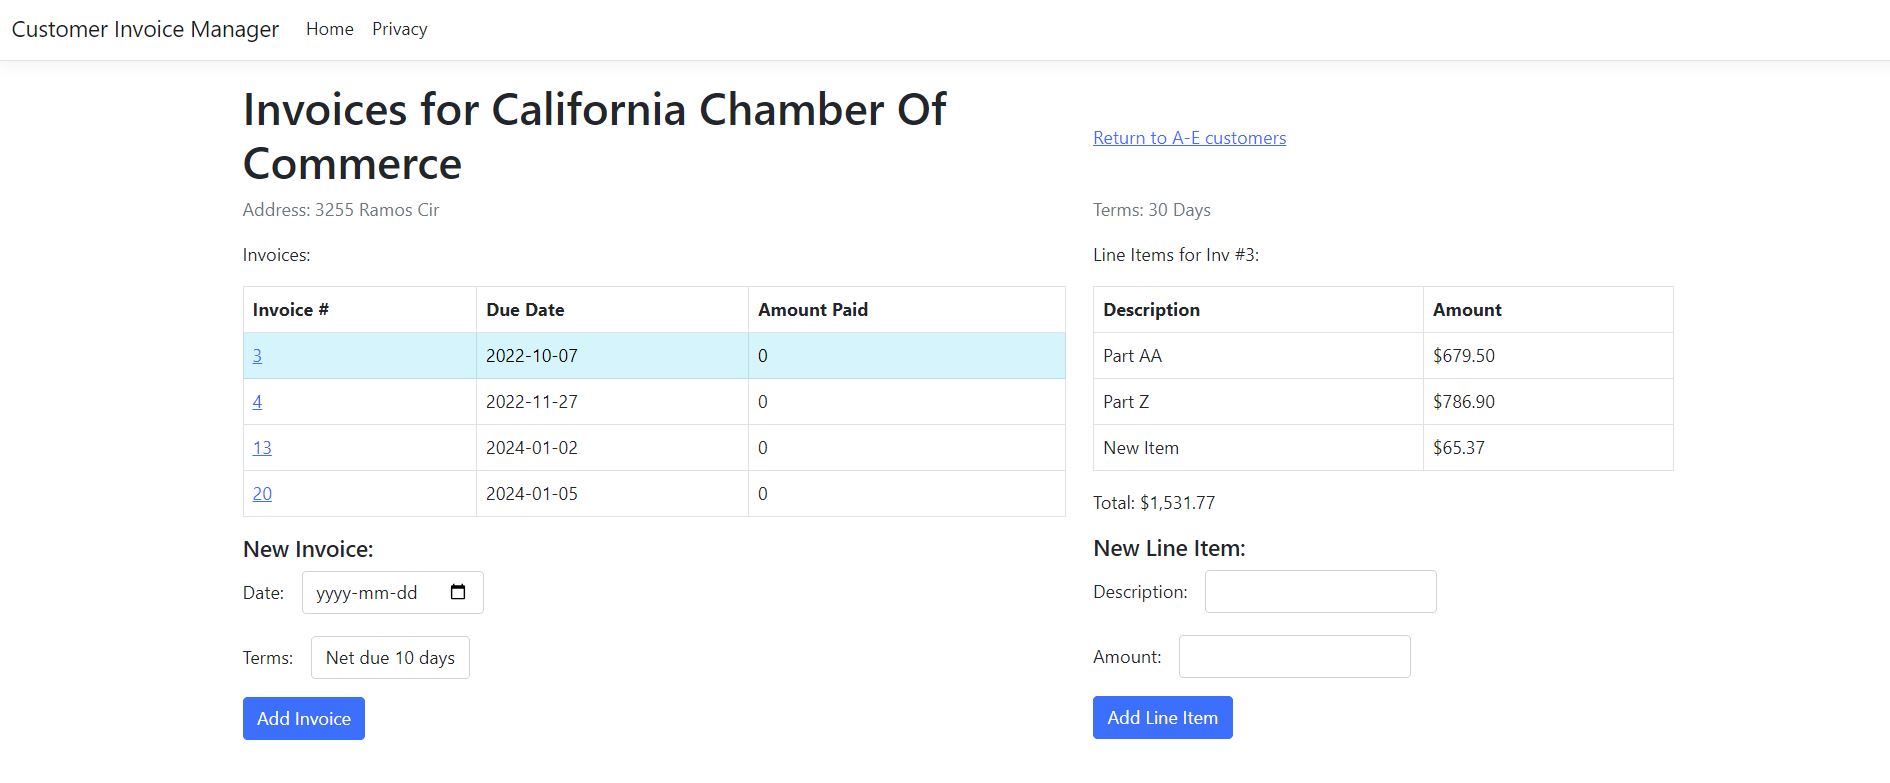 Customer Invoice Manager Home Privacy
Invoices for California Chamber Of
Commerce
Return to A-E customers
Address: 3255 Ramos Cir
Terms: 30 Days
Invoices:
Invoice # Due Date Amount Paid
3 2022-10-07 0
4 2022-11-27 0
13 2024-01-02 0
20 2024-01-05 0
New Invoice:
Date: yyyy-mm-dd
Terms: Net due 10 days
Add Invoice
Line Items for Inv #3:
Description Amount
Part AA $679.50
Part Z $786.90
New Item $65.37
Total: $1,531.77
New Line Item:
Description:
Amount:
Add Line Item